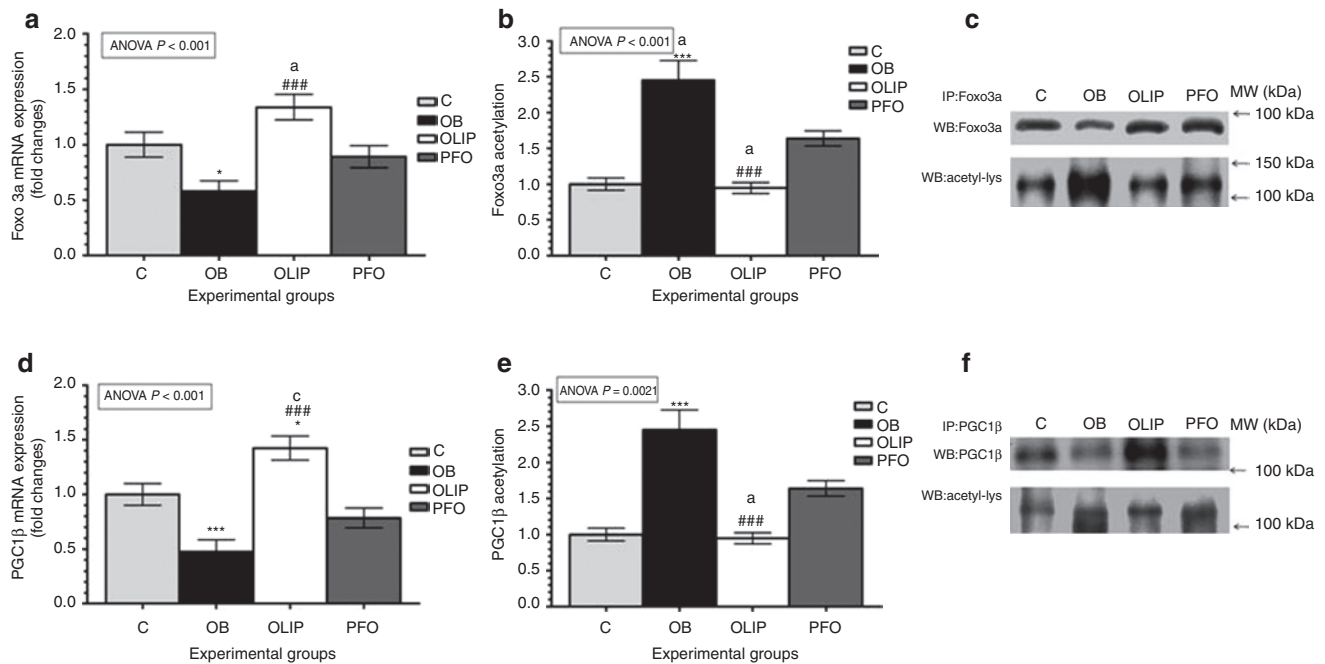 a
ANOVA P < 0.001
Foxo 3a mRNA expression
(fold changes)
2.0
1.5
1.0
0.5
0.0
a
###
*
C
OB
OLIP
PFO
C OB OLIP PFO
Experimental groups
b
ANOVA P < 0.001
Foxo3a acetylation
3.0
2.5
2.0
1.5
1.0
0.5
0.0
a
***
a
###
C
OB
OLIP
PFO
C OB OLIP PFO
Experimental groups
c
IP:Foxo3a C OB OLIP PFO MW (kDa)
← 100 kDa
WB:Foxo3a
← 150 kDa
WB:acetyl-lys
← 100 kDa
d
ANOVA P < 0.001
PGC1β mRNA expression
(fold changes)
2.0
1.5
1.0
0.5
0.0
***
c
###
*
C
OB
OLIP
PFO
C OB OLIP PFO
Experimental groups
e
ANOVA P = 0.0021
PGC1β acetylation
3.0
2.5
2.0
1.5
1.0
0.5
0.0
***
a
###
C
OB
OLIP
PFO
C OB OLIP PFO
Experimental groups
f
IP:PGC1β C OB OLIP PFO MW (kDa)
WB:PGC1β
← 100 kDa
WB:acetyl-lys
← 100 kDa